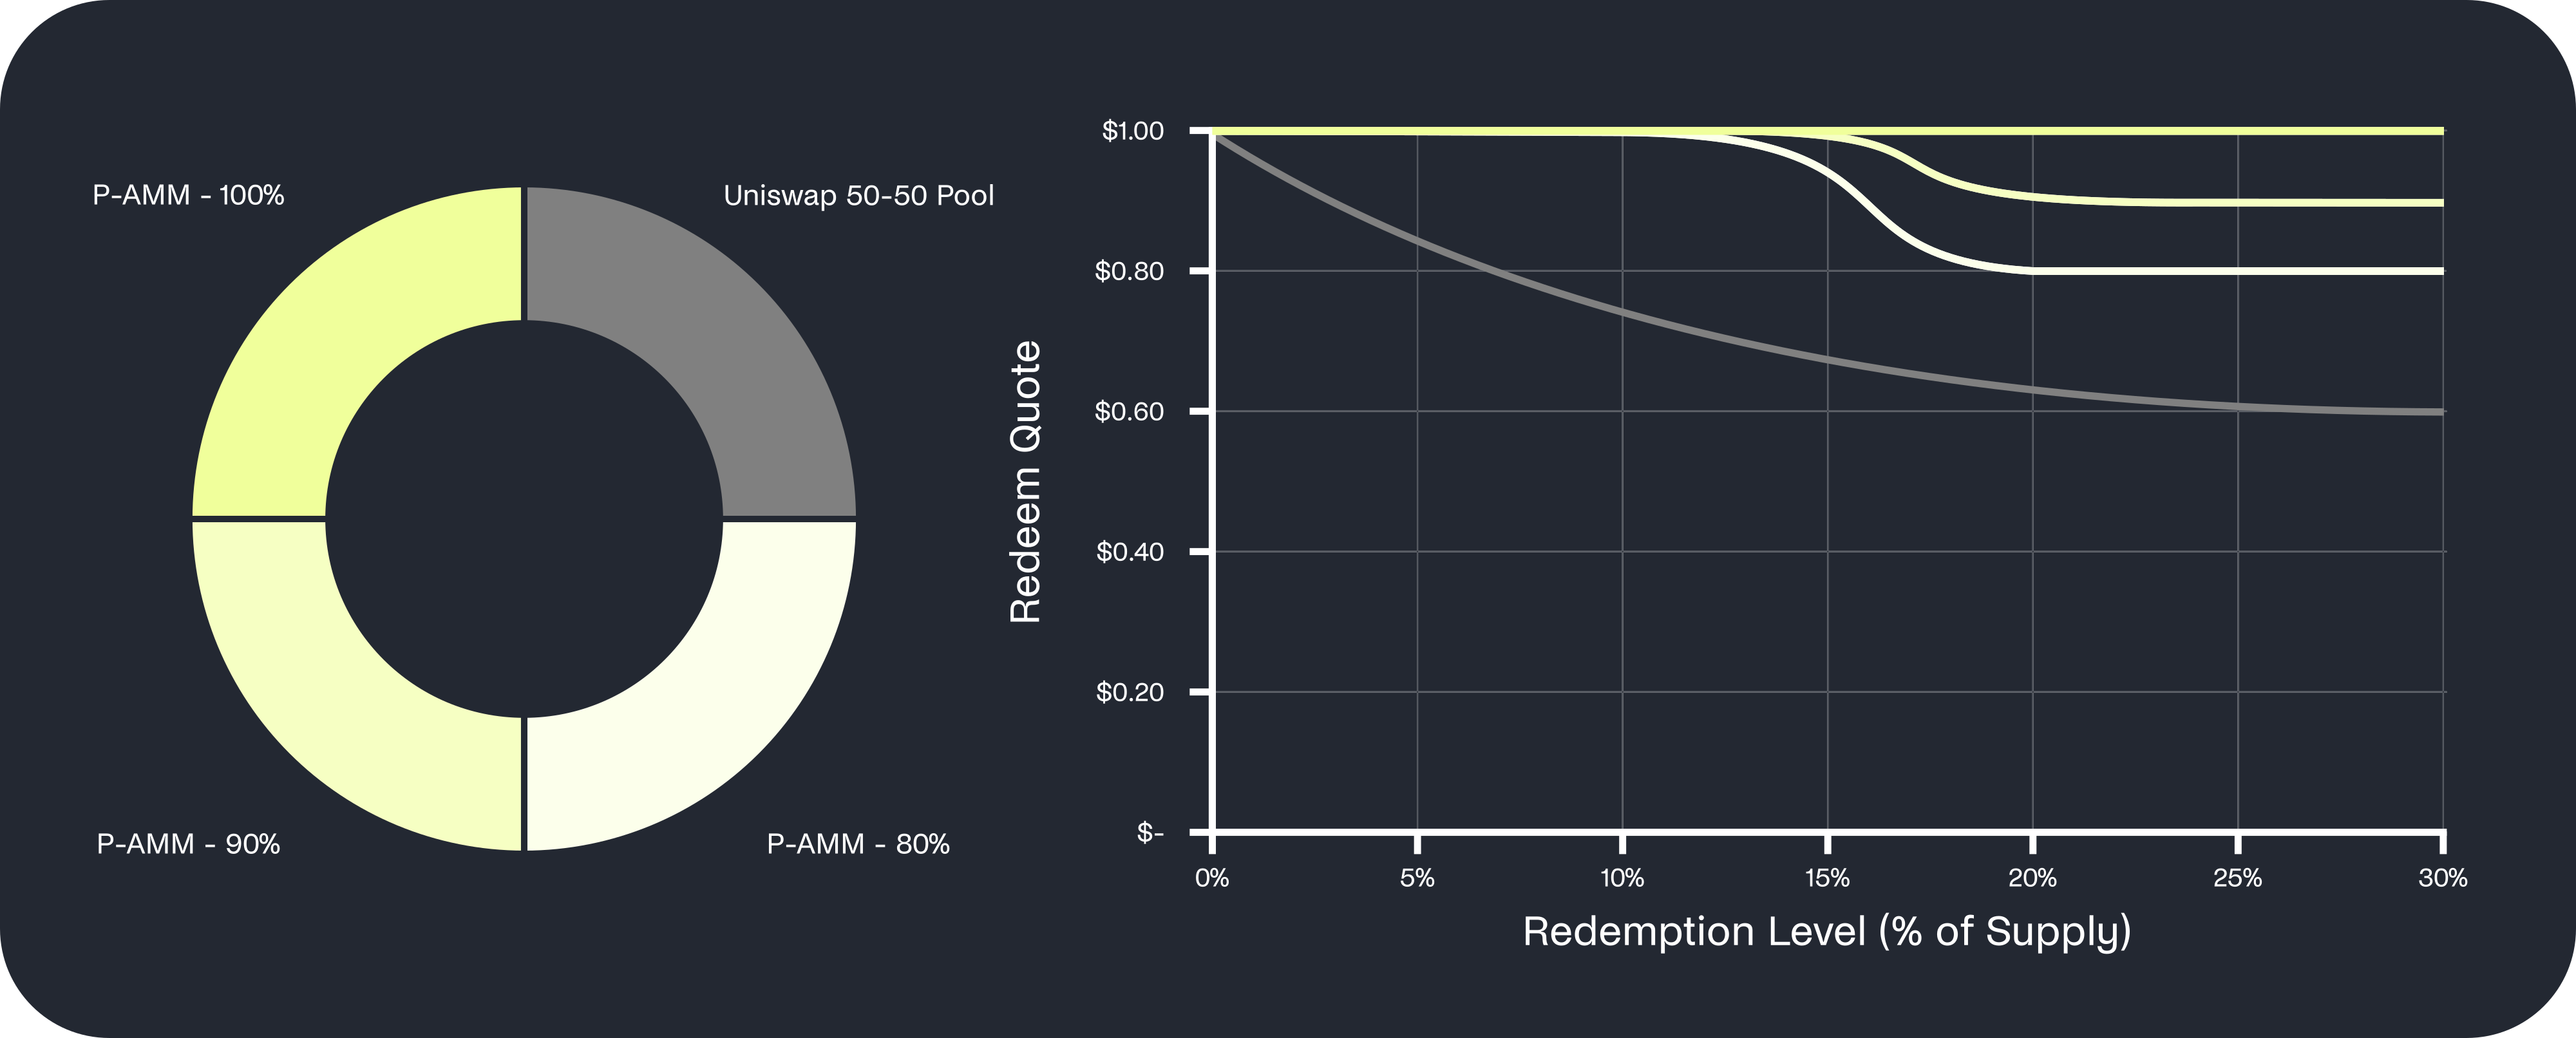 P-AMM - 100%
Uniswap 50-50 Pool
P-AMM - 90%
P-AMM - 80%
Redeem Quote
$1.00
$0.80
$0.60
$0.40
$0.20
$-
0%
5%
10%
15%
20%
25%
30%
Redemption Level (% of Supply)